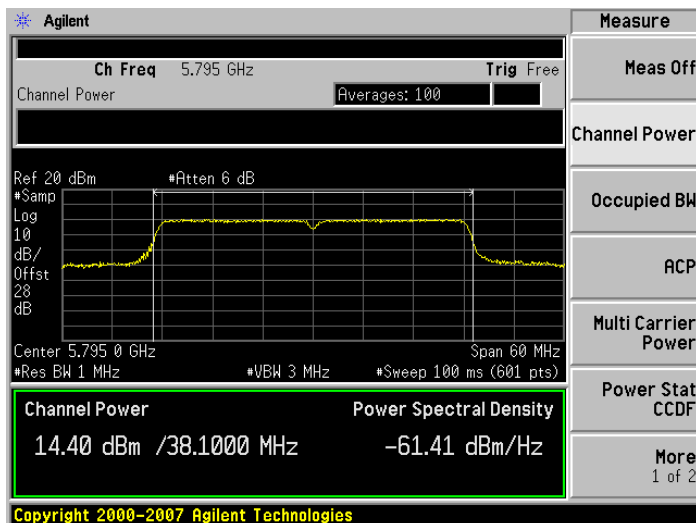 Agilent
Measure
Ch Freq 5.795 GHz Trig Free
Channel Power Averages: 100
Ref 20 dBm #Atten 6 dB
#Samp
Log
10
dB/
Offst
28
dB
Center 5.795 0 GHz Span 60 MHz
#Res BW 1 MHz #VBW 3 MHz #Sweep 100 ms (601 pts)
Channel Power Power Spectral Density
14.40 dBm /38.1000 MHz -61.41 dBm/Hz
Copyright 2000-2007 Agilent Technologies
Meas Off
Channel Power
Occupied BW
ACP
Multi Carrier
Power
Power Stat
CCDF
More
1 of 2